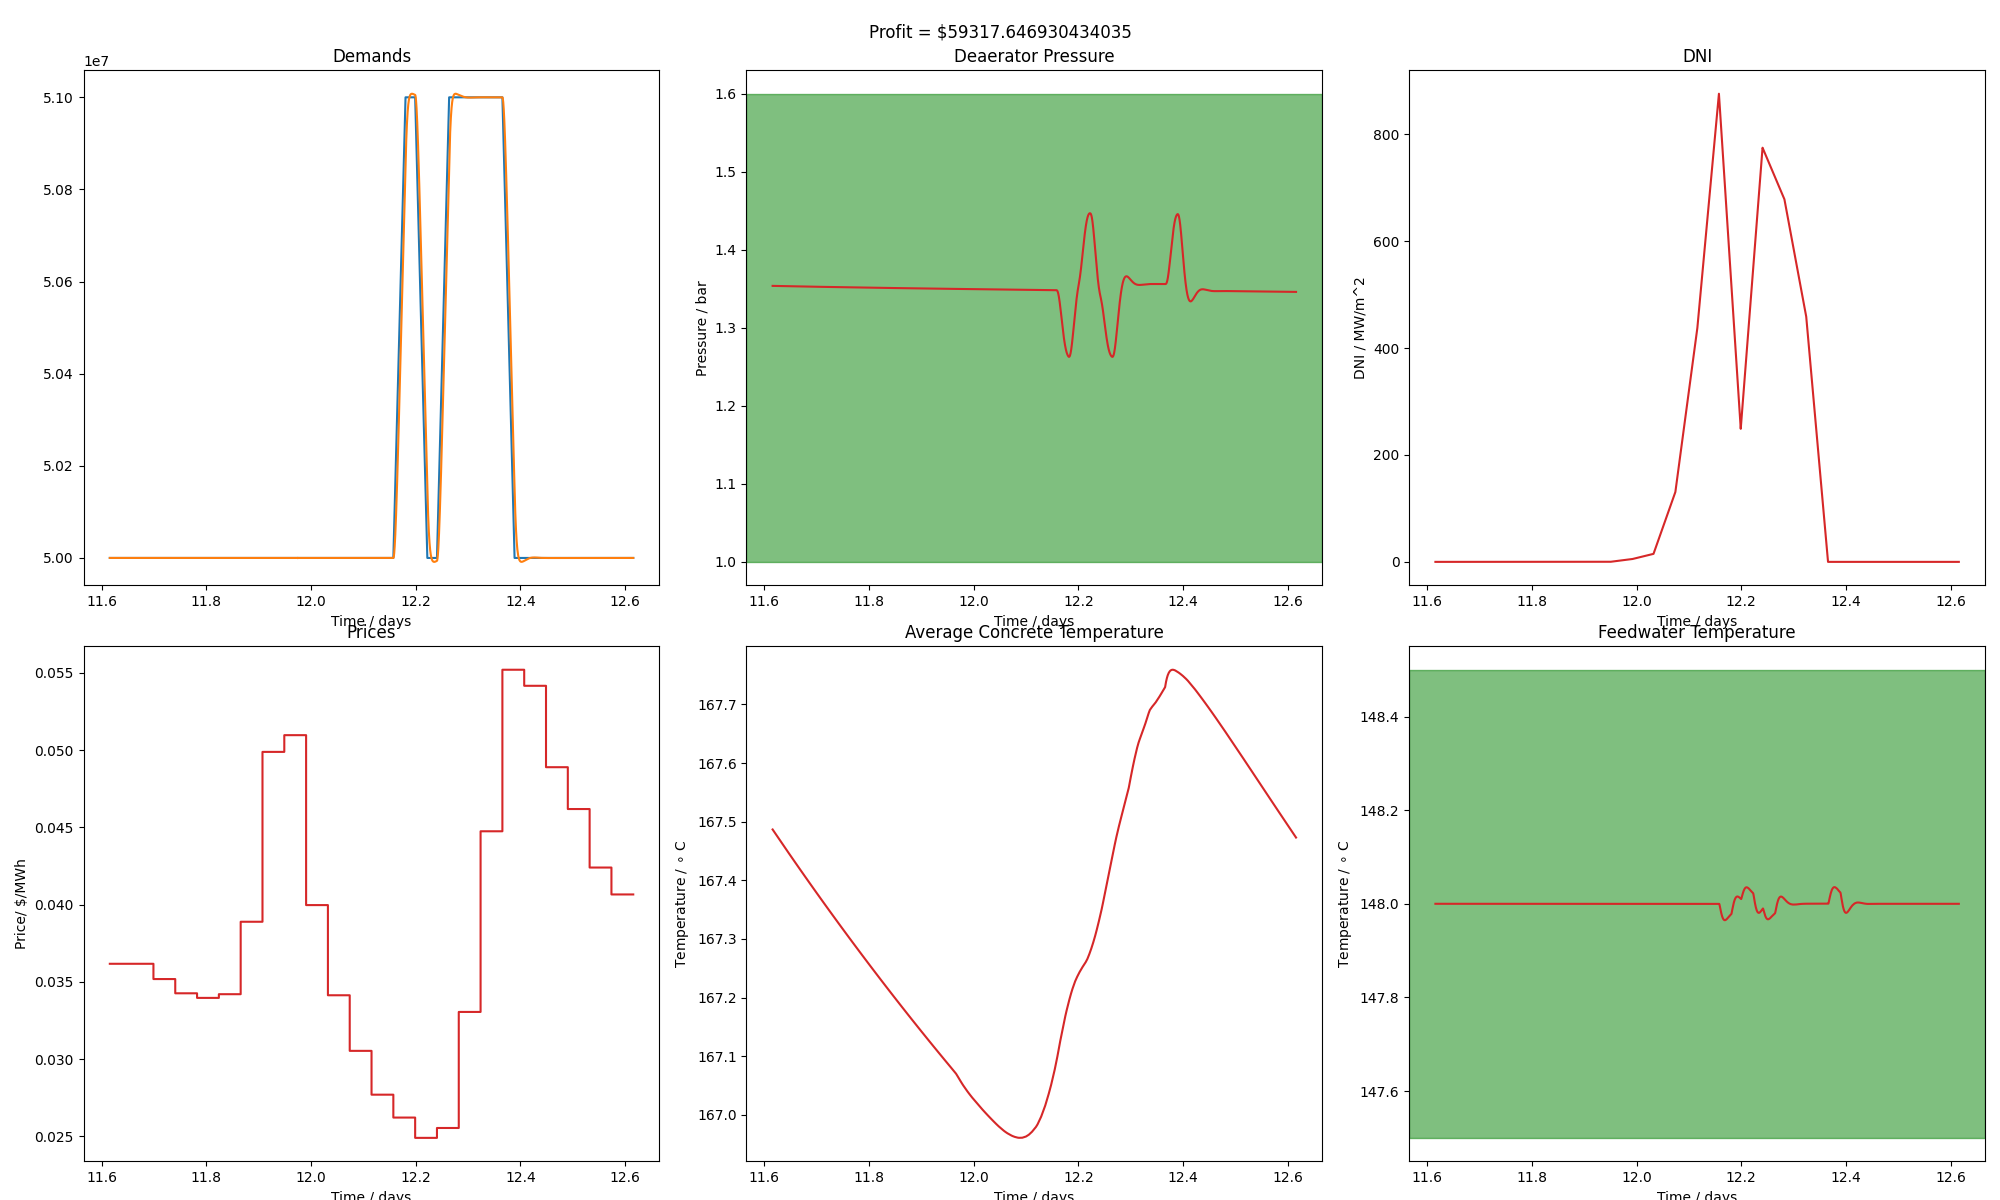 Profit = $59317.646930434035
Demands
1e7
5.10
5.08
5.06
5.04
5.02
5.00
11.6 11.8 12.0 12.2 12.4 12.6
Time / days
Deaerator Pressure
Pressure / bar
1.6
1.5
1.4
1.3
1.2
1.1
1.0
11.6 11.8 12.0 12.2 12.4 12.6
Time / days
DNI
DNI / MW/m^2
800
600
400
200
0
11.6 11.8 12.0 12.2 12.4 12.6
Time / days
Prices
Price/ $/MWh
0.055
0.050
0.045
0.040
0.035
0.030
0.025
11.6 11.8 12.0 12.2 12.4 12.6
Time / days
Average Concrete Temperature
Temperature / ∘ C
167.7
167.6
167.5
167.4
167.3
167.2
167.1
167.0
11.6 11.8 12.0 12.2 12.4 12.6
Time / days
Feedwater Temperature
Temperature / ∘ C
148.4
148.2
148.0
147.8
147.6
11.6 11.8 12.0 12.2 12.4 12.6
Time / days